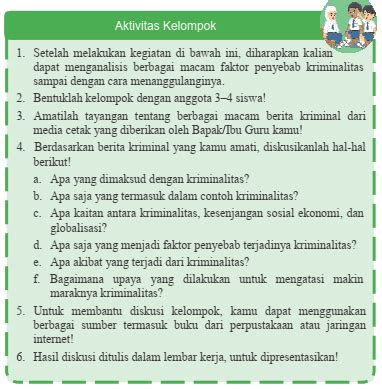 Aktivitas Kelompok
1. Setelah melakukan kegiatan di bawah ini, diharapkan kalian
dapat menganalisis berbagai macam faktor penyebab kriminalitas
sampai dengan cara menanggulanginya.
2. Bentuklah kelompok dengan anggota 3–4 siswa!
3. Amatilah tayangan tentang berbagai macam berita kriminal dari
media cetak yang diberikan oleh Bapak/Ibu Guru kamu!
4. Berdasarkan berita kriminal yang kamu amati, diskusikanlah hal-hal
berikut!
a. Apa yang dimaksud dengan kriminalitas?
b. Apa saja yang termasuk dalam contoh kriminalitas?
c. Apa kaitan antara kriminalitas, kesenjangan sosial ekonomi, dan
globalisasi?
d. Apa saja yang menjadi faktor penyebab terjadinya kriminalitas?
e. Apa akibat yang terjadi dari kriminalitas?
f. Bagaimana upaya yang dilakukan untuk mengatasi makin
maraknya kriminalitas?
5. Untuk membantu diskusi kelompok, kamu dapat menggunakan
berbagai sumber termasuk buku dari perpustakaan atau jaringan
internet!
6. Hasil diskusi ditulis dalam lembar kerja, untuk dipresentasikan!